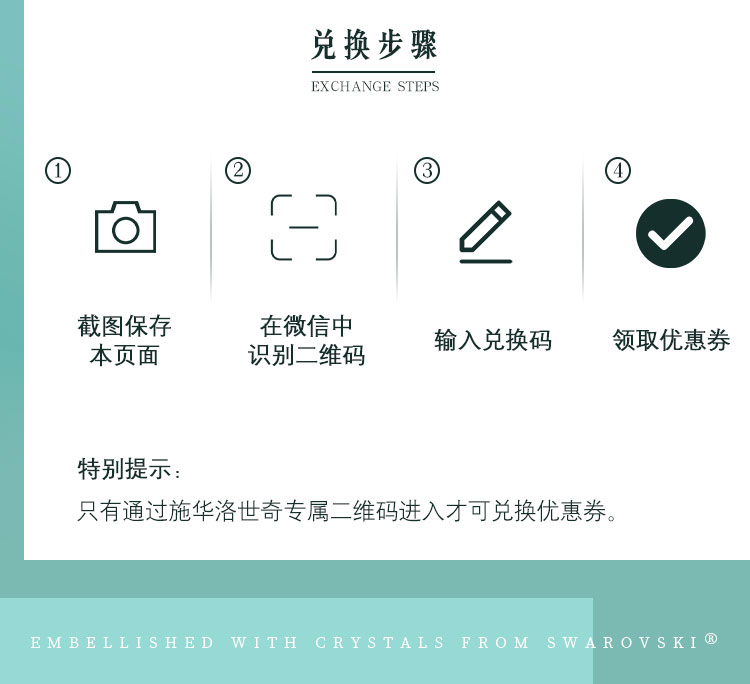 兑换步骤
EXCHANGE STEPS
①
②
③
④
截图保存
本页面
在微信中
识别二维码
输入兑换码
领取优惠券
特别提示：
只有通过施华洛世奇专属二维码进入才可兑换优惠券。
EMBELLISHED WITH CRYSTALS FROM SWAROVSKI®